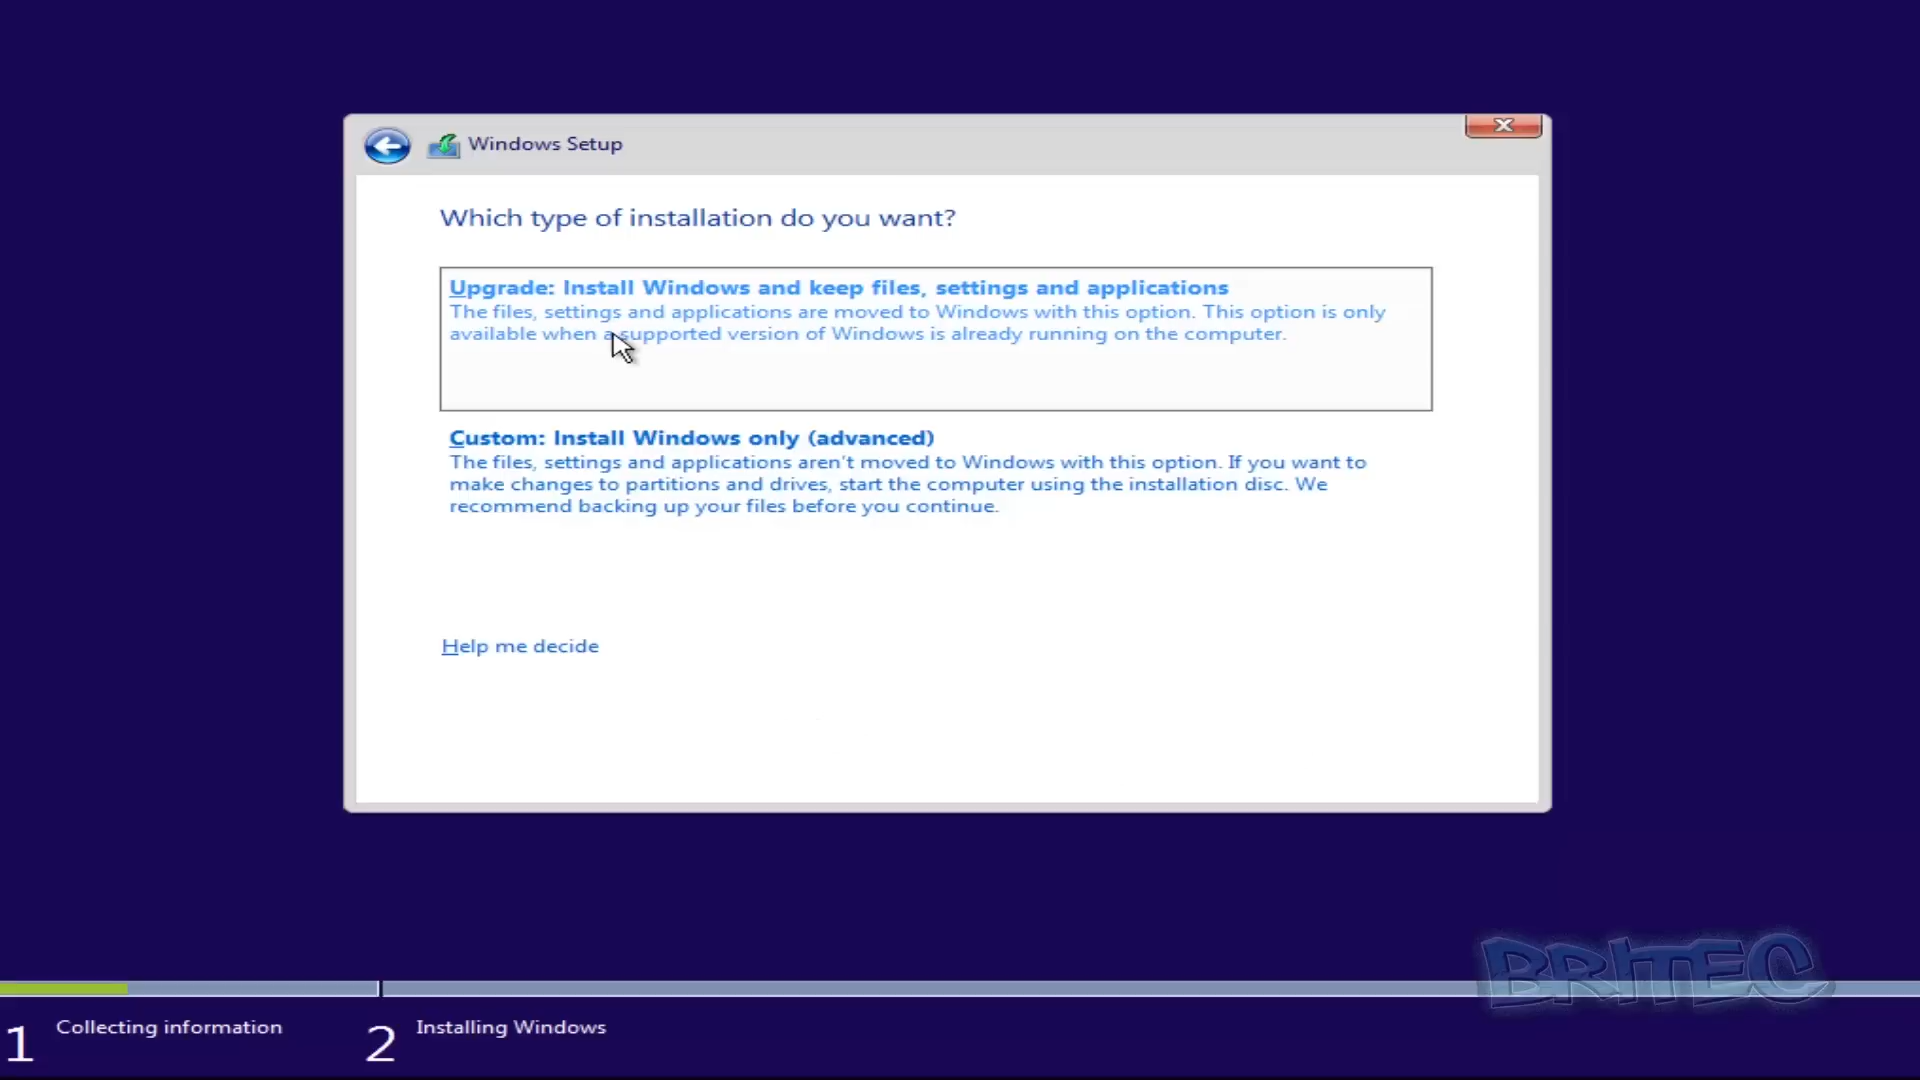 Windows Setup
Which type of installation do you want?
Upgrade: Install Windows and keep files, settings and applications
The files, settings and applications are moved to Windows with this option. This option is only
available when a supported version of Windows is already running on the computer.
Custom: Install Windows only (advanced)
The files, settings and applications aren't moved to Windows with this option. If you want to
make changes to partitions and drives, start the computer using the installation disc. We
recommend backing up your files before you continue.
Help me decide
BRITEC
1 Collecting information
2 Installing Windows